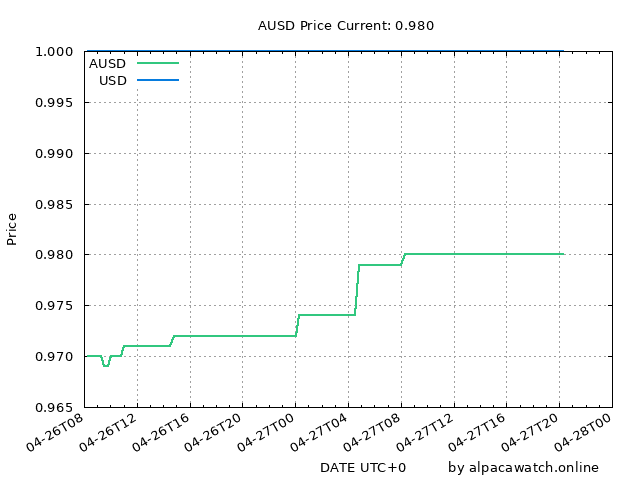 AUSD Price Current: 0.980
1.000
AUSD
USD
0.995
0.990
0.985
Price
0.980
0.975
0.970
0.965
04-26T08 04-26T12 04-26T16 04-26T20 04-27T00 04-27T04 04-27T08 04-27T12 04-27T16 04-27T20 04-28T00
DATE UTC+0 by alpacawatch.online